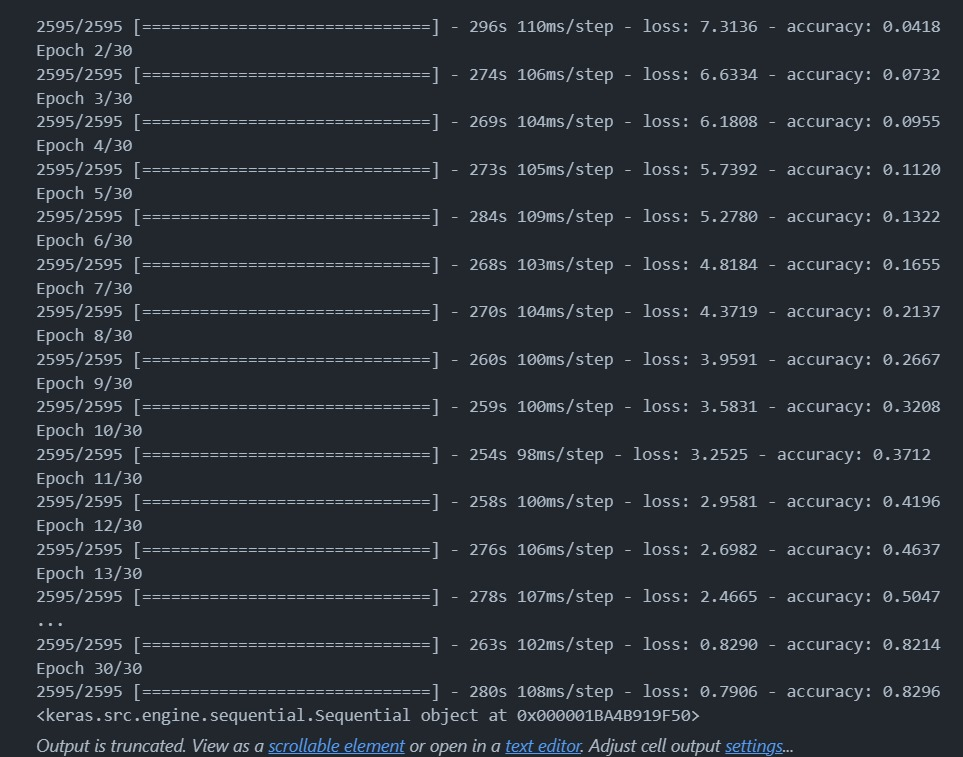 2595/2595 [==============================] - 296s 110ms/step - loss: 7.3136 - accuracy: 0.0418
Epoch 2/30
2595/2595 [==============================] - 274s 106ms/step - loss: 6.6334 - accuracy: 0.0732
Epoch 3/30
2595/2595 [==============================] - 269s 104ms/step - loss: 6.1808 - accuracy: 0.0955
Epoch 4/30
2595/2595 [==============================] - 273s 105ms/step - loss: 5.7392 - accuracy: 0.1120
Epoch 5/30
2595/2595 [==============================] - 284s 109ms/step - loss: 5.2780 - accuracy: 0.1322
Epoch 6/30
2595/2595 [==============================] - 268s 103ms/step - loss: 4.8184 - accuracy: 0.1655
Epoch 7/30
2595/2595 [==============================] - 270s 104ms/step - loss: 4.3719 - accuracy: 0.2137
Epoch 8/30
2595/2595 [==============================] - 260s 100ms/step - loss: 3.9591 - accuracy: 0.2667
Epoch 9/30
2595/2595 [==============================] - 259s 100ms/step - loss: 3.5831 - accuracy: 0.3208
Epoch 10/30
2595/2595 [==============================] - 254s 98ms/step - loss: 3.2525 - accuracy: 0.3712
Epoch 11/30
2595/2595 [==============================] - 258s 100ms/step - loss: 2.9581 - accuracy: 0.4196
Epoch 12/30
2595/2595 [==============================] - 276s 106ms/step - loss: 2.6982 - accuracy: 0.4637
Epoch 13/30
2595/2595 [==============================] - 278s 107ms/step - loss: 2.4665 - accuracy: 0.5047
...
2595/2595 [==============================] - 263s 102ms/step - loss: 0.8290 - accuracy: 0.8214
Epoch 30/30
2595/2595 [==============================] - 280s 108ms/step - loss: 0.7906 - accuracy: 0.8296
<keras.src.engine.sequential.Sequential object at 0x000001BA4B919F50>
Output is truncated. View as a scrollable element or open in a text editor. Adjust cell output settings...